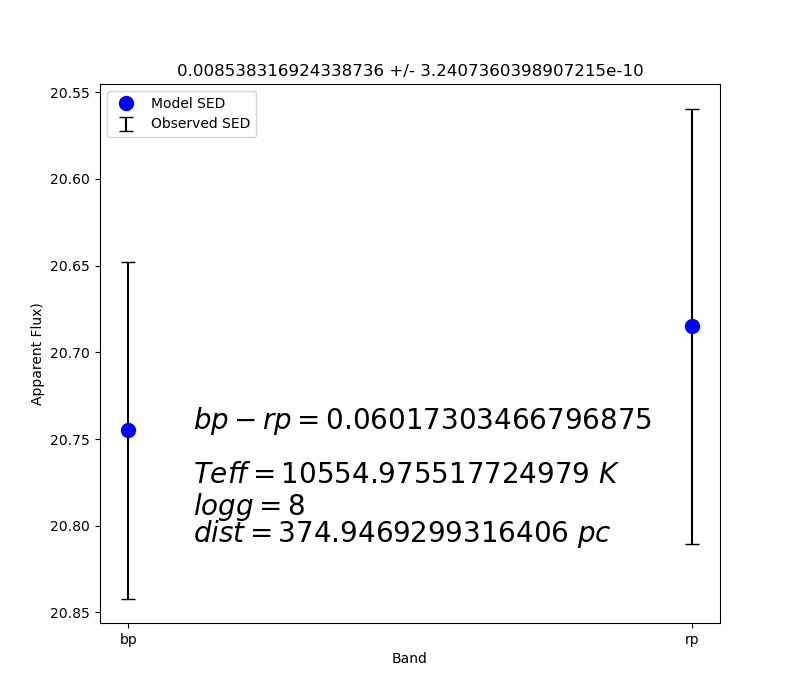 0.008538316924338736 +/- 3.2407360398907215e-10
Model SED
Observed SED
20.55
20.60
20.65
20.70
20.75
20.80
20.85
Apparent Flux)
bp − rp = 0.06017303466796875
Teff = 10554.975517724979 K
logg = 8
dist = 374.9469299316406 pc
bp
rp
Band